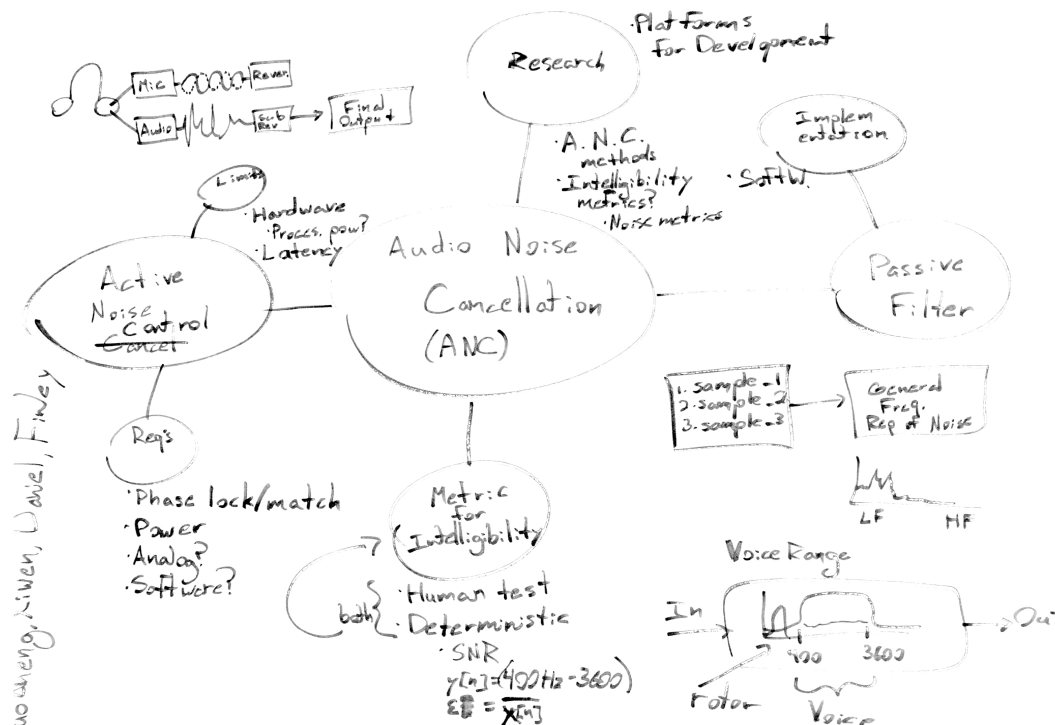 Platforms
for Development
Research
Mic
Rever.
Audio
Sub
Rev
Final
Output
Implem
entation
· A.N.C.
methods
· Intelligibility
metrics?
· Noise metrics
· Softw.
Limits
· Hardware
· Proces. pow?
· Latency
Audio Noise
Cancellation
(ANC)
Active
Noise
Control
Cancel
Passive
Filter
1. sample_1
2. sample_2
3. sample_3
General
Freq.
Rep of Noise
LF
HF
Req's
· Phase lock/match
· Power
· Analog?
· Software?
Metric
for
Intelligibility
both
· Human test
· Deterministic
· SNR
y[n]=(400Hz-3600)
Voice Range
In
Out
400
3600
rotor
Voice
Daniel, Finley